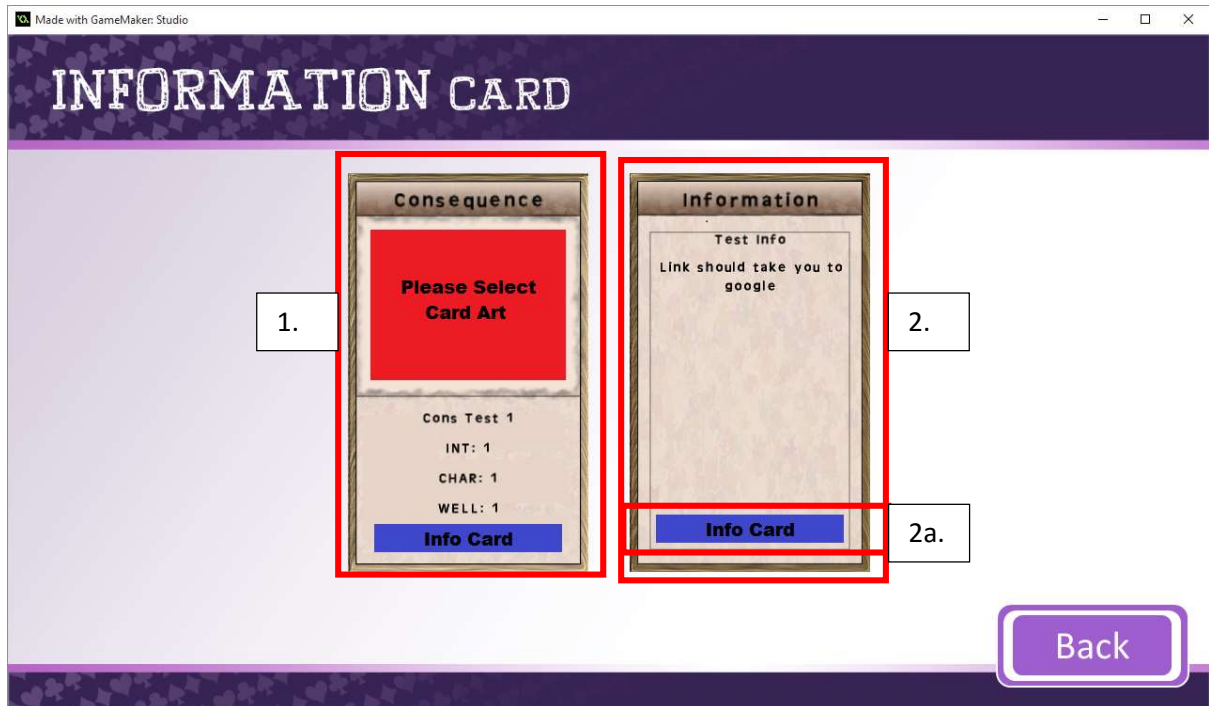 Made with GameMaker: Studio
INFORMATION CARD
1.
Consequence
Please Select
Card Art
Cons Test 1
INT: 1
CHAR: 1
WELL: 1
Info Card
Information
Test Info
Link should take you to
google
Info Card
2.
2a.
Back